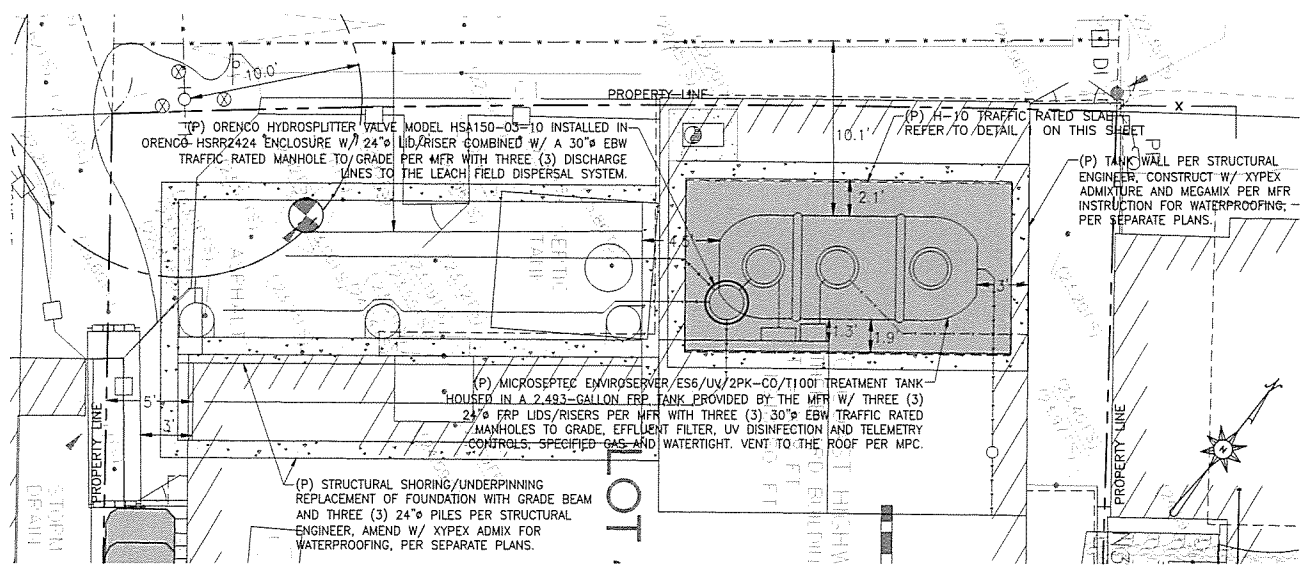 10.0'
DI
PROPERTY LINE
X
(P) ORENCO HYDROSPLITTER VALVE MODEL HSA150-03-10 INSTALLED IN
ORENCO HSRR2424 ENCLOSURE W/ 24"ø LID/RISER COMBINED W/ A 30"ø EBW
TRAFFIC RATED MANHOLE TO GRADE PER MFR WITH THREE (3) DISCHARGE
LINES TO THE LEACH FIELD DISPERSAL SYSTEM.
10.1'
(P) H-10 TRAFFIC RATED SLAB,
REFER TO DETAIL 1 ON THIS SHEET
(P) TANK WALL PER STRUCTURAL
ENGINEER, CONSTRUCT W/ XYPEX
ADMIXTURE AND MEGAMIX PER MFR
INSTRUCTION FOR WATERPROOFING,
PER SEPARATE PLANS.
2.1'
TANK
3'
1.3'
1.9'
(P) MICROSEPTEC ENVIROSERVER ES6/UV/2PK-CO/T100I TREATMENT TANK
HOUSED IN A 2,493-GALLON FRP TANK PROVIDED BY THE MFR W/ THREE (3)
24"ø FRP LIDS/RISERS PER MFR WITH THREE (3) 30"ø EBW TRAFFIC RATED
MANHOLES TO GRADE, EFFLUENT FILTER, UV DISINFECTION AND TELEMETRY
CONTROLS, SPECIFIED GAS AND WATERTIGHT. VENT TO THE ROOF PER MPC.
5'
3'
PROPERTY LINE
PROPERTY LINE
STORM
DRAIN
LOT
FT
FT
N
(P) STRUCTURAL SHORING/UNDERPINNING
REPLACEMENT OF FOUNDATION WITH GRADE BEAM
AND THREE (3) 24"ø PILES PER STRUCTURAL
ENGINEER, AMEND W/ XYPEX ADMIX FOR
WATERPROOFING, PER SEPARATE PLANS.